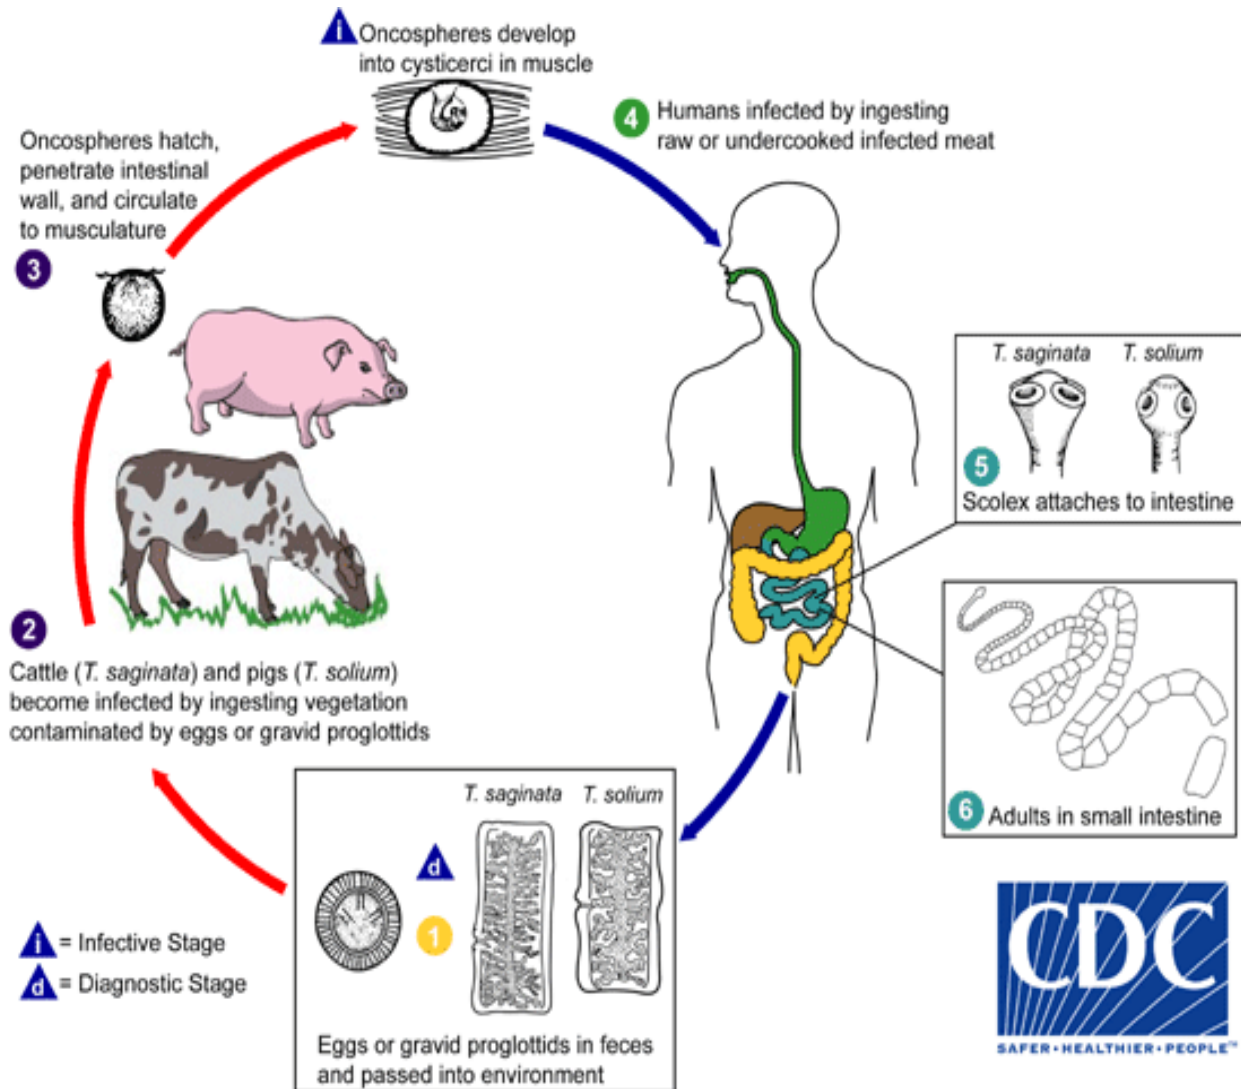 i
Oncospheres develop
into cysticerci in muscle
4
Humans infected by ingesting
raw or undercooked infected meat
Oncospheres hatch,
penetrate intestinal
wall, and circulate
to musculature
3
T. saginata T. solium
5
Scolex attaches to intestine
2
Cattle (T. saginata) and pigs (T. solium)
become infected by ingesting vegetation
contaminated by eggs or gravid proglottids
6 Adults in small intestine
T. saginata T. solium
d
1
Eggs or gravid proglottids in feces
and passed into environment
i = Infective Stage
d = Diagnostic Stage
CDC
SAFER·HEALTHIER·PEOPLE™